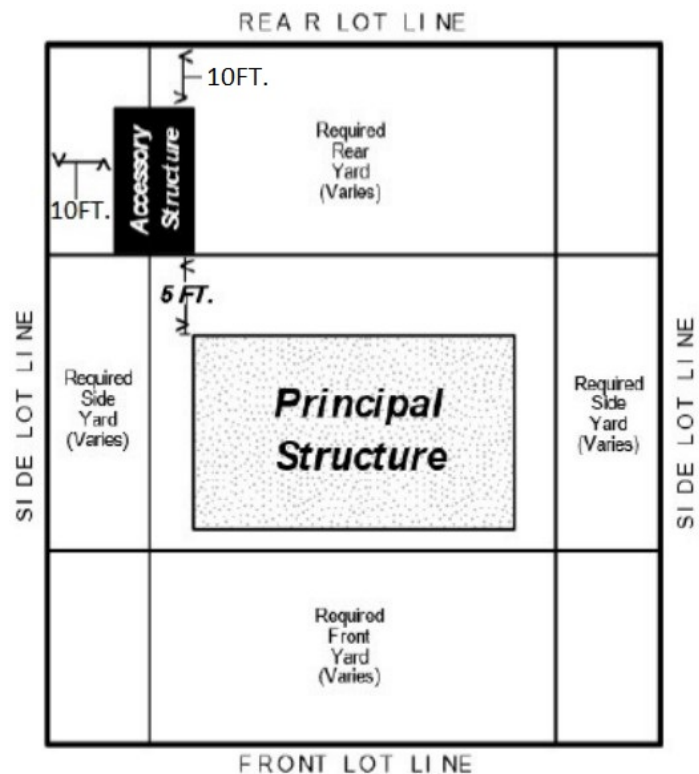 REAR LOT LINE
10FT.
Required
Rear
Yard
(Varies)
Accessory
Structure
10FT.
5 FT.
SIDE LOT LINE
Required
Side
Yard
(Varies)
Principal
Structure
Required
Side
Yard
(Varies)
SIDE LOT LINE
Required
Front
Yard
(Varies)
FRONT LOT LINE